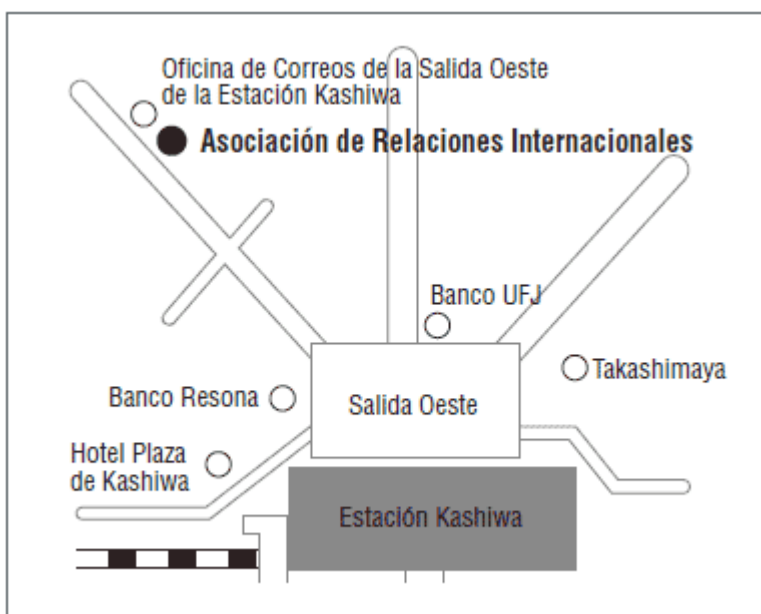 Oficina de Correos de la Salida Oeste
de la Estación Kashiwa
Asociación de Relaciones Internacionales
Banco UFJ
Takashimaya
Banco Resona
Salida Oeste
Hotel Plaza
de Kashiwa
Estación Kashiwa